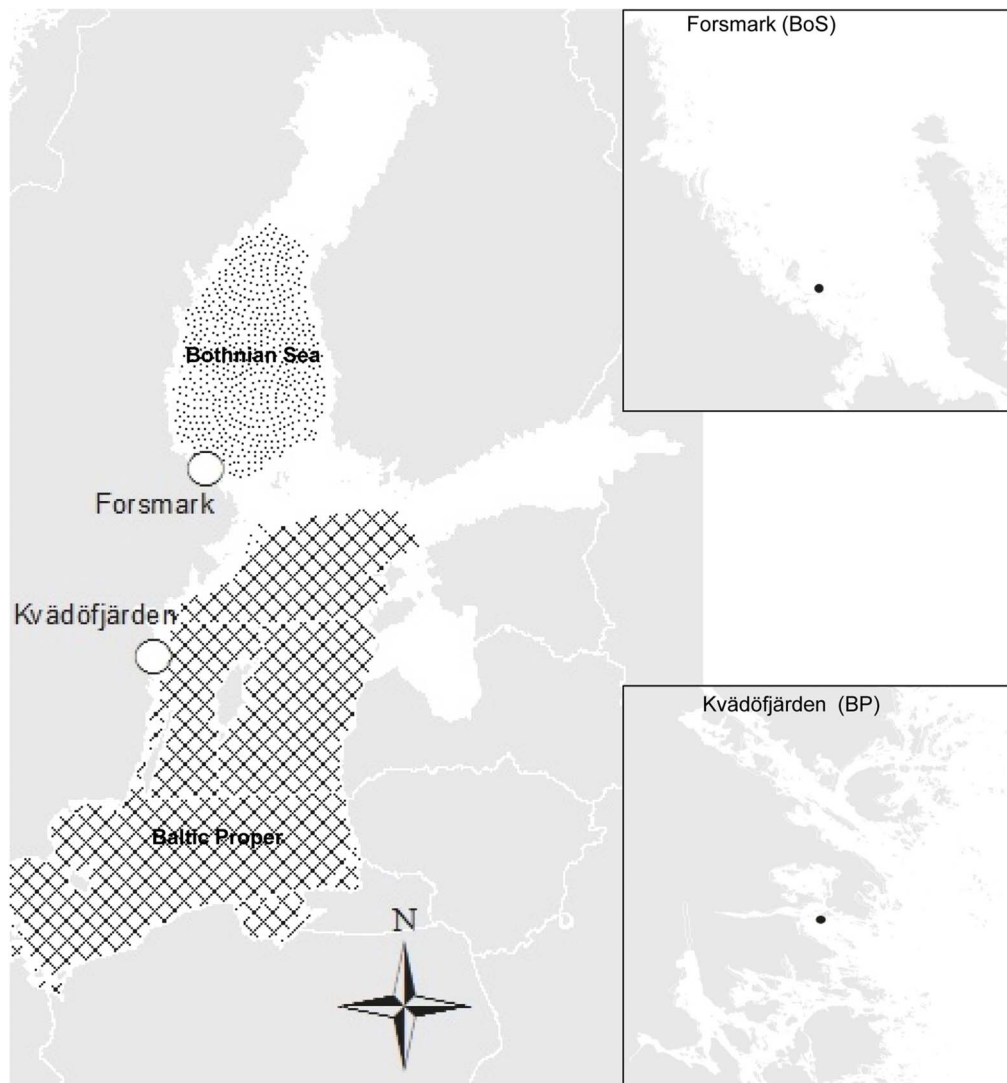 Forsmark (BoS)
Bothnian Sea
Forsmark
Kvädöfjärden
Baltic Proper
N
Kvädöfjärden (BP)